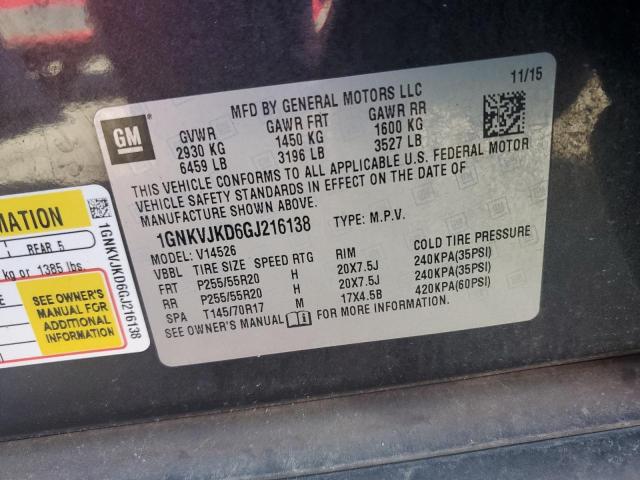 11/15
MFD BY GENERAL MOTORS LLC
GM
GVWR GAWR FRT GAWR RR
2930 KG 1450 KG 1600 KG
6459 LB 3196 LB 3527 LB
THIS VEHICLE CONFORMS TO ALL APPLICABLE U.S. FEDERAL MOTOR
VEHICLE SAFETY STANDARDS IN EFFECT ON THE DATE OF
MANUFACTURE SHOWN ABOVE.
1GNKVJKD6GJ216138 TYPE: M.P.V.
MODEL: V14526
VBBL TIRE SIZE SPEED RTG RIM COLD TIRE PRESSURE
FRT P255/55R20 H 20X7.5J 240KPA(35PSI)
RR P255/55R20 H 20X7.5J 240KPA(35PSI)
SPA T145/70R17 M 17X4.5B 420KPA(60PSI)
SEE OWNER'S MANUAL FOR MORE INFORMATION.
MATION
REAR 5
kg or 1385 lbs.
SEE OWNER'S
MANUAL FOR
ADDITIONAL
INFORMATION
1GNKVJKD6GJ216138